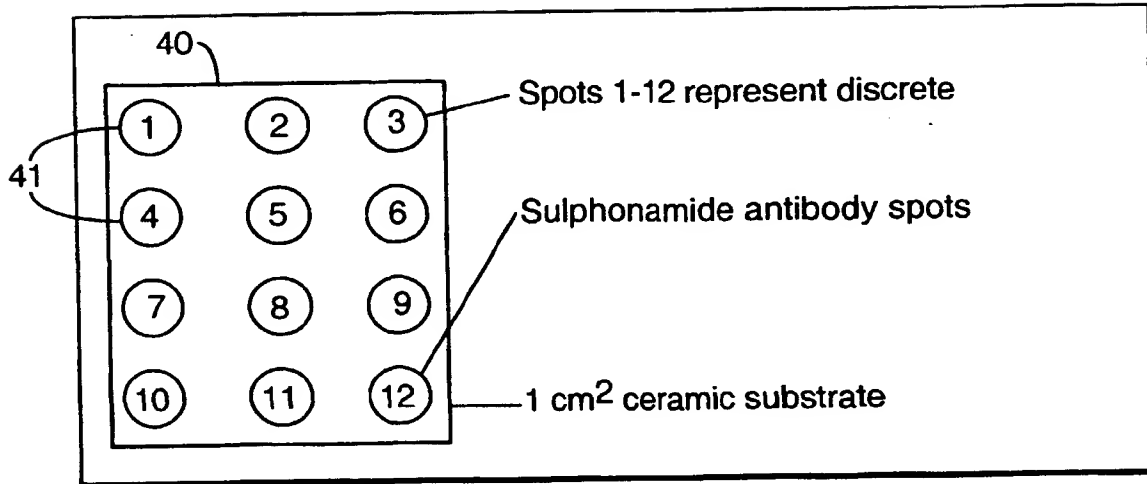 40
1 2 3 Spots 1-12 represent discrete
41
4 5 6 Sulphonamide antibody spots
7 8 9
10 11 12 1 cm² ceramic substrate